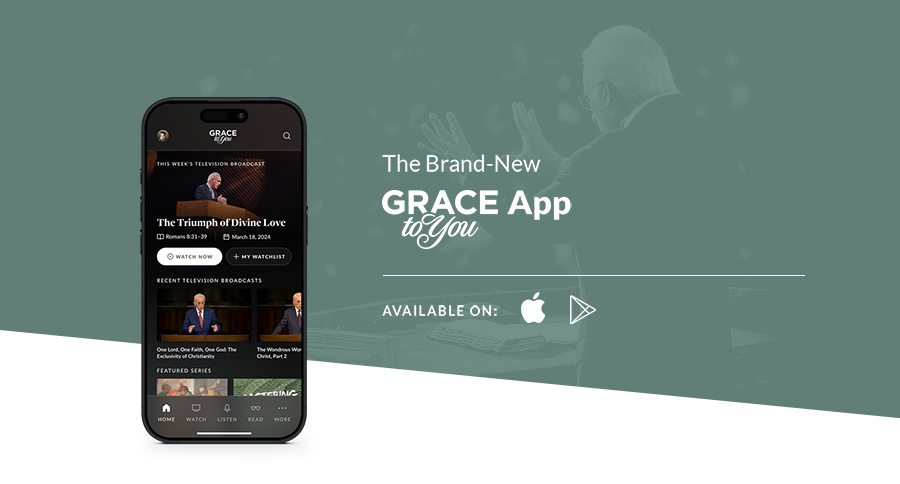 GRACE
to You
THIS WEEK'S TELEVISION BROADCAST
The Triumph of Divine Love
Romans 8:31–39
March 18, 2024
WATCH NOW
MY WATCHLIST
RECENT TELEVISION BROADCASTS
One Lord, One Faith, One God: The
Exclusivity of Christianity
The Wondrous Wor
Christ, Part 2
FEATURED SERIES
HOME
WATCH
LISTEN
READ
MORE
The Brand-New
GRACE App
to You
AVAILABLE ON: